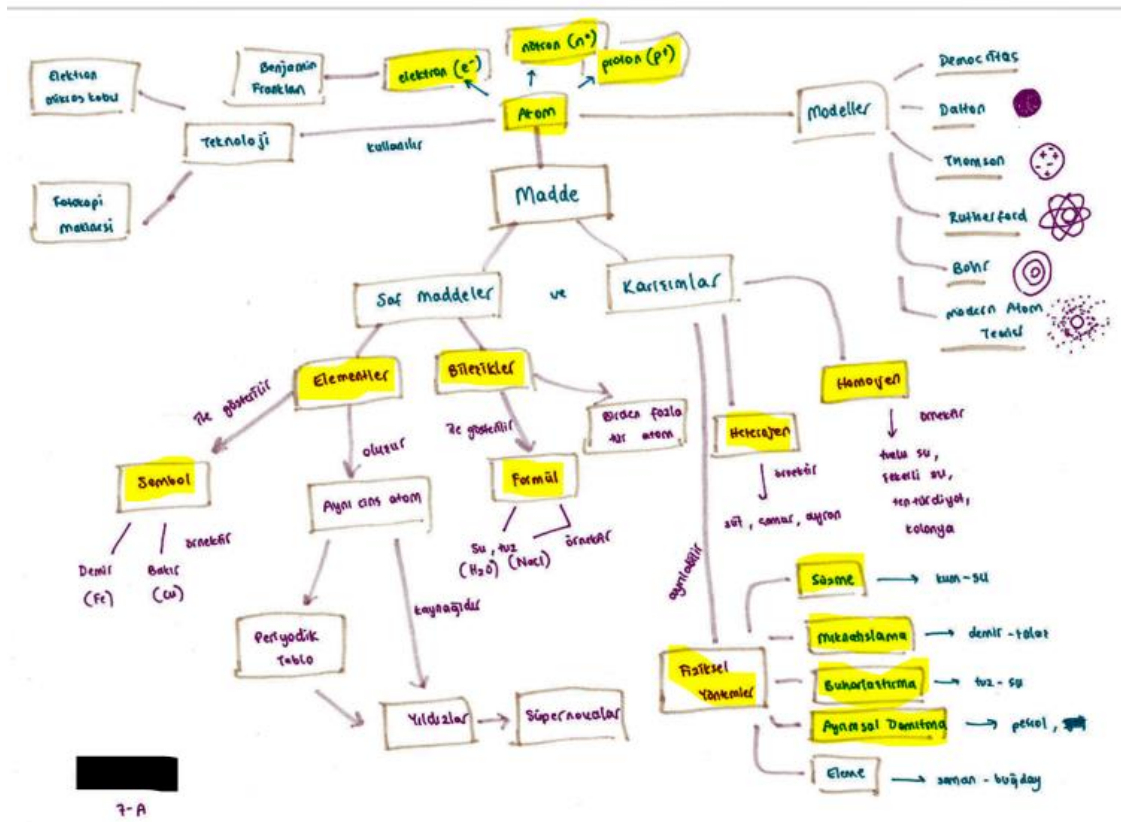 nötron (n°)
elektron (e-)
proton (p+)
Benjamin
Franklan
Elektron
mikroskobu
Atom
Teknoloji
kullanılır
Fotokopi
makinesi
Modeller
Democritas
Dalton
Thomson
Rutherford
Bohr
Modern Atom
Teorisi
Madde
Saf maddeler
ve
Karışımlar
Elementler
Bileşikler
Homojen
Heterojen
ile gösterilir
oluşur
ile gösterilir
Birden fazla
tür atom
örnektir
tuzlu su,
şekerli su,
tentürdiyot,
kolonya
örnektir
süt, çamur, ayran
Sembol
Aynı cins atom
Formül
örnektir
Demir
(Fe)
Bakır
(Cu)
Su, tuz
(H2O) (NaCl)
örnektir
kaynağıdır
Periyodik
Tablo
Yıldızlar
Süpernovalar
ayrılabilir
Fiziksel
Yöntemler
Süzme
kum-su
Mıknatıslama
demir-talaş
Buharlaştırma
tuz-su
Ayrımsal Damıtma
petrol,
Eleme
saman-buğday
7-A